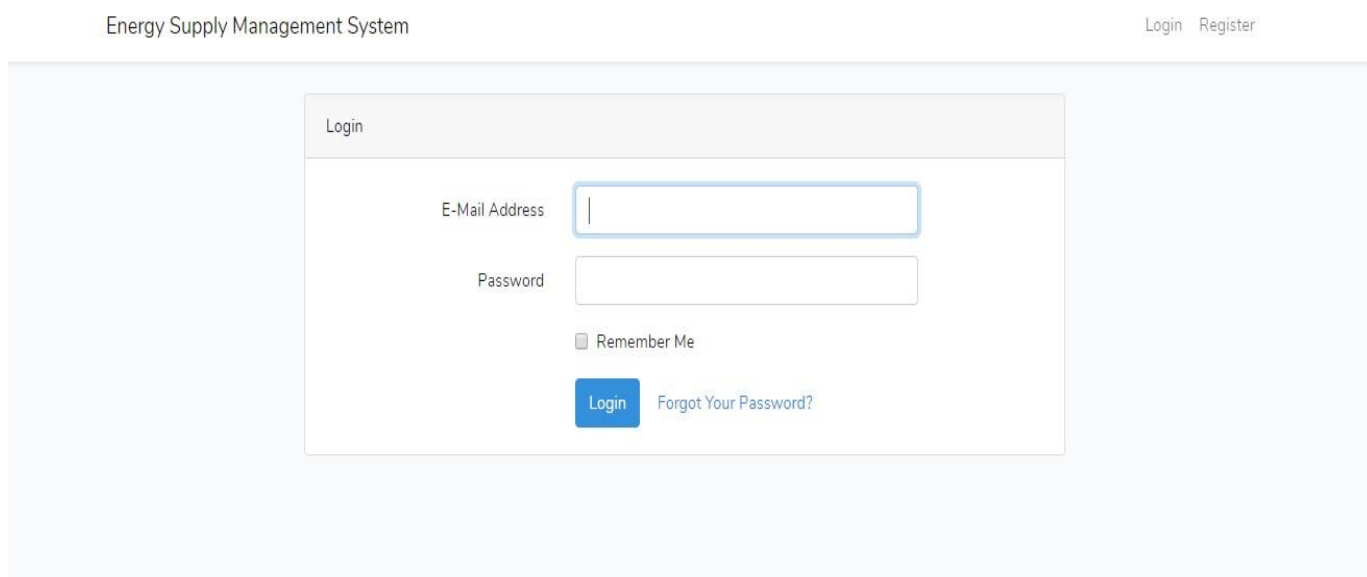 Energy Supply Management System
Login Register
Login
E-Mail Address
Password
Remember Me
Login Forgot Your Password?